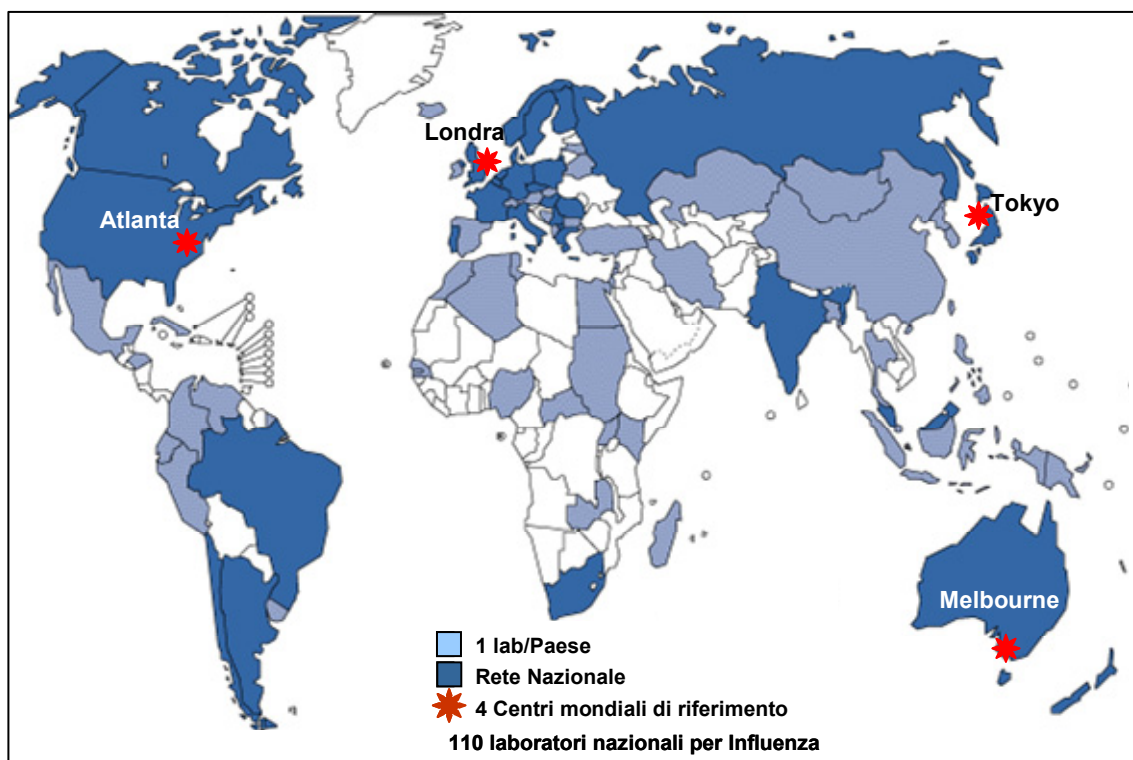 Londra
Atlanta
Tokyo
Melbourne
1 lab/Paese
Rete Nazionale
4 Centri mondiali di riferimento
110 laboratori nazionali per Influenza